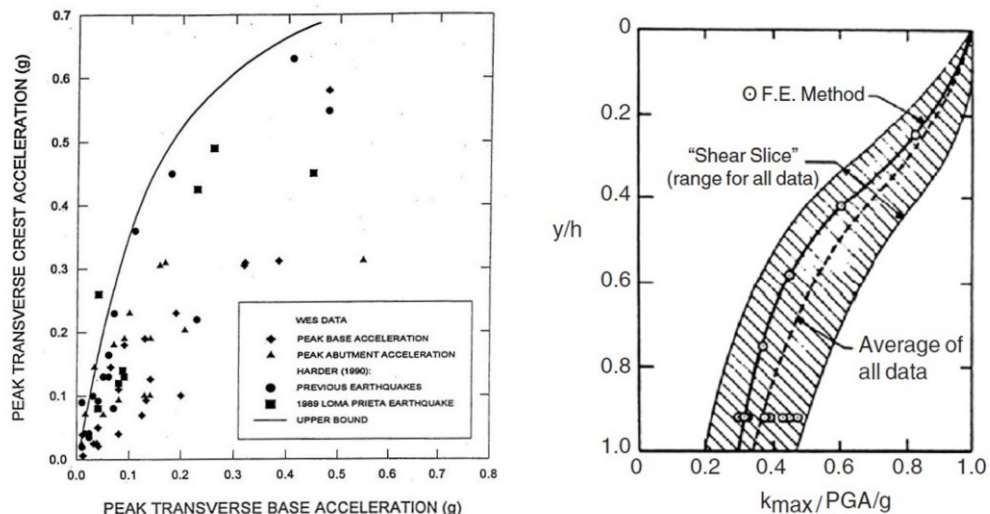 PEAK TRANSVERSE CREST ACCELERATION (g)
0.7
0.6
0.5
0.4
0.3
0.2
0.1
0.0
WES DATA
PEAK BASE ACCELERATION
PEAK ABUTMENT ACCELERATION
HARDER (1990):
PREVIOUS EARTHQUAKES
1989 LOMA PRIETA EARTHQUAKE
UPPER BOUND
0.0 0.1 0.2 0.3 0.4 0.5 0.6 0.7 0.8
PEAK TRANSVERSE BASE ACCELERATION (g)
y/h
0
0.2
0.4
0.6
0.8
1.0
F.E. Method
“Shear Slice”
(range for all data)
Average of
all data
0 0.2 0.4 0.6 0.8 1.0
kmax/PGA/g